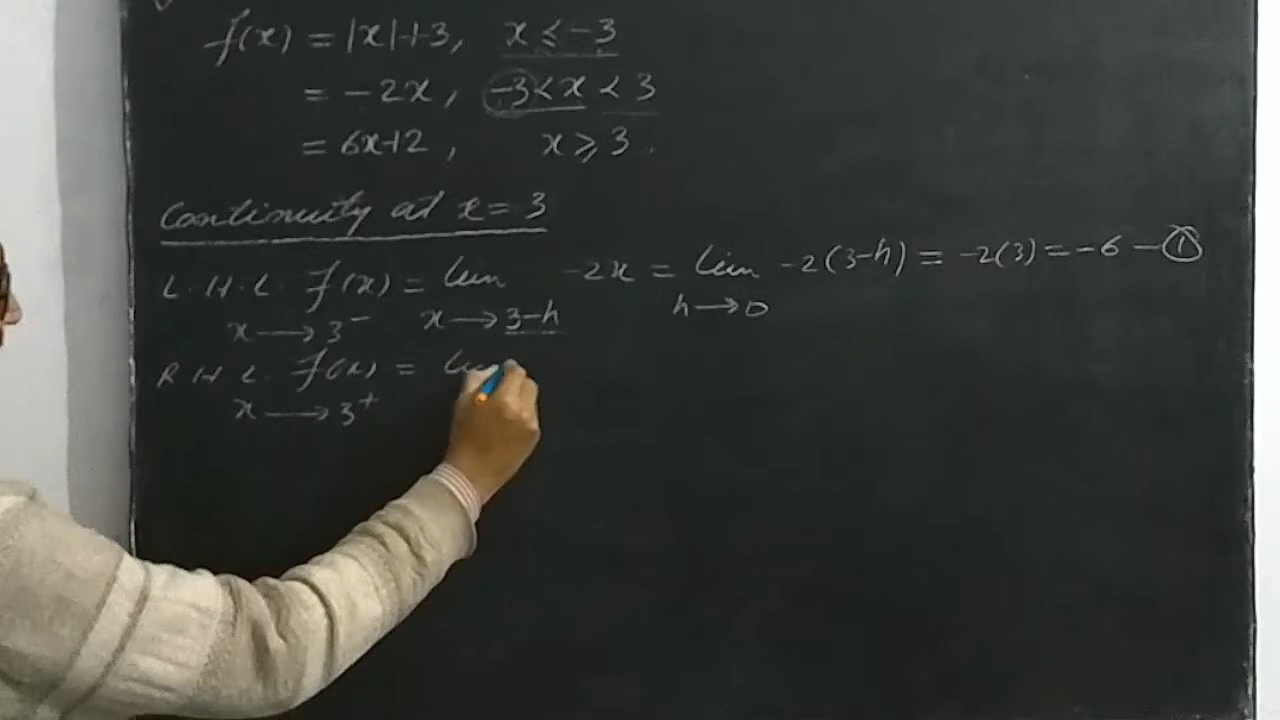 f(x) = |x|+3, x ≤ -3
= -2x, -3 < x < 3
= 6x+2, x ≥ 3.
Continuity at x = 3
L.H.L. f(x) = lim -2x = lim -2(3-h) = -2(3) = -6 - ①
x → 3⁻ x → 3-h h → 0
R.H.L. f(x) = lim
x → 3⁺